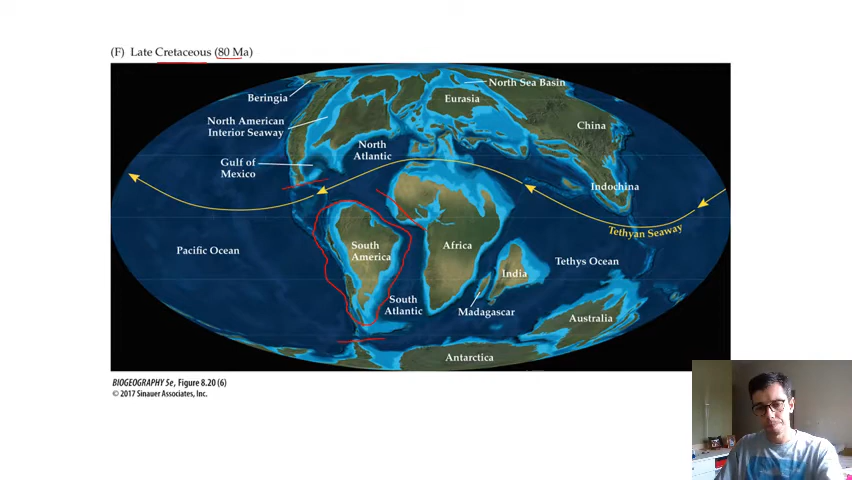 (F) Late Cretaceous (80 Ma)
North Sea Basin
Beringia
Eurasia
North American
Interior Seaway
China
North
Atlantic
Gulf of
Mexico
Indochina
Tethyan Seaway
Pacific Ocean
South
America
Africa
Tethys Ocean
India
South
Atlantic
Madagascar
Australia
Antarctica
BIOGEOGRAPHY 5e, Figure 8.20 (6)
© 2017 Sinauer Associates, Inc.